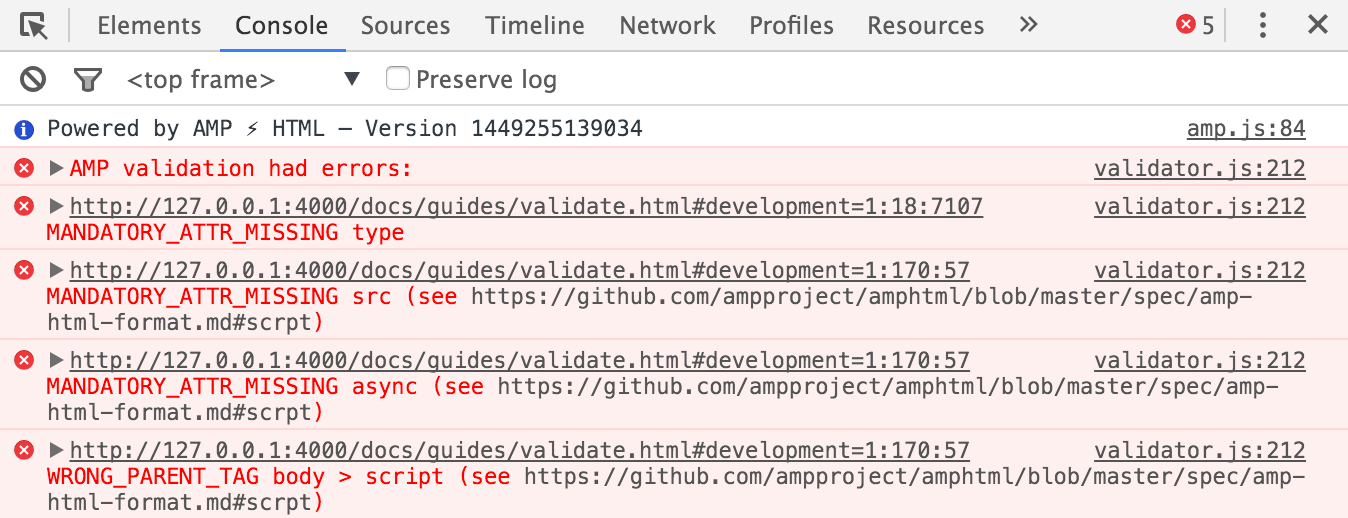 Elements Console Sources Timeline Network Profiles Resources » 5
<top frame> ▼ Preserve log
Powered by AMP ⚡ HTML – Version 1449255139034 amp.js:84
▶AMP validation had errors: validator.js:212
▶http://127.0.0.1:4000/docs/guides/validate.html#development=1:18:7107 validator.js:212
MANDATORY_ATTR_MISSING type
▶http://127.0.0.1:4000/docs/guides/validate.html#development=1:170:57 validator.js:212
MANDATORY_ATTR_MISSING src (see https://github.com/ampproject/amphtml/blob/master/spec/amp-
html-format.md#scrpt)
▶http://127.0.0.1:4000/docs/guides/validate.html#development=1:170:57 validator.js:212
MANDATORY_ATTR_MISSING async (see https://github.com/ampproject/amphtml/blob/master/spec/amp-
html-format.md#scrpt)
▶http://127.0.0.1:4000/docs/guides/validate.html#development=1:170:57 validator.js:212
WRONG_PARENT_TAG body > script (see https://github.com/ampproject/amphtml/blob/master/spec/amp-
html-format.md#scrpt)